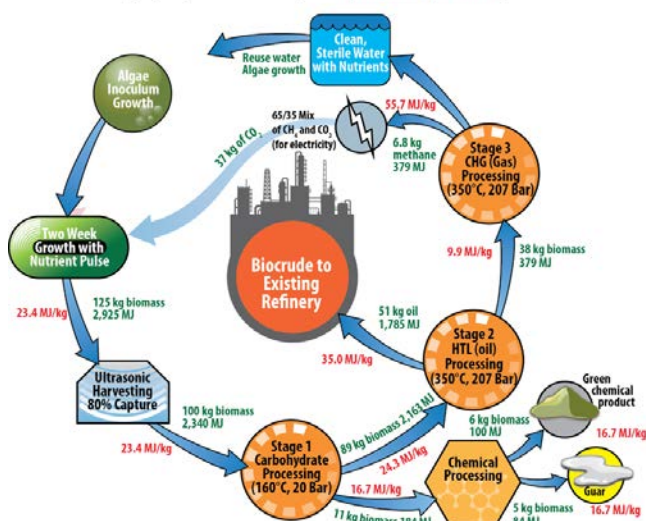 Clean,
Sterile Water
with Nutrients
Reuse water
Algae growth
Algae
Inoculum
Growth
65/35 Mix
of CH₄ and CO₂
(for electricity)
55.7 MJ/kg
6.8 kg
methane
379 MJ
37 kg of CO₂
Stage 3
CHG (Gas)
Processing
(350°C, 207 Bar)
Two Week
Growth with
Nutrient Pulse
Biocrude to
Existing
Refinery
9.9 MJ/kg
38 kg biomass
379 MJ
23.4 MJ/kg
125 kg biomass
2,925 MJ
51 kg oil
1,785 MJ
35.0 MJ/kg
Stage 2
HTL (oil)
Processing
(350°C, 207 Bar)
Ultrasonic
Harvesting
80% Capture
100 kg biomass
2,340 MJ
23.4 MJ/kg
Stage 1
Carbohydrate
Processing
(160°C, 20 Bar)
89 kg biomass 2,163 MJ
24.3 MJ/kg
16.7 MJ/kg
11 kg biomass 184 MJ
Chemical
Processing
6 kg biomass
100 MJ
Green
chemical
product
16.7 MJ/kg
Guar
5 kg biomass
84 MJ
16.7 MJ/kg